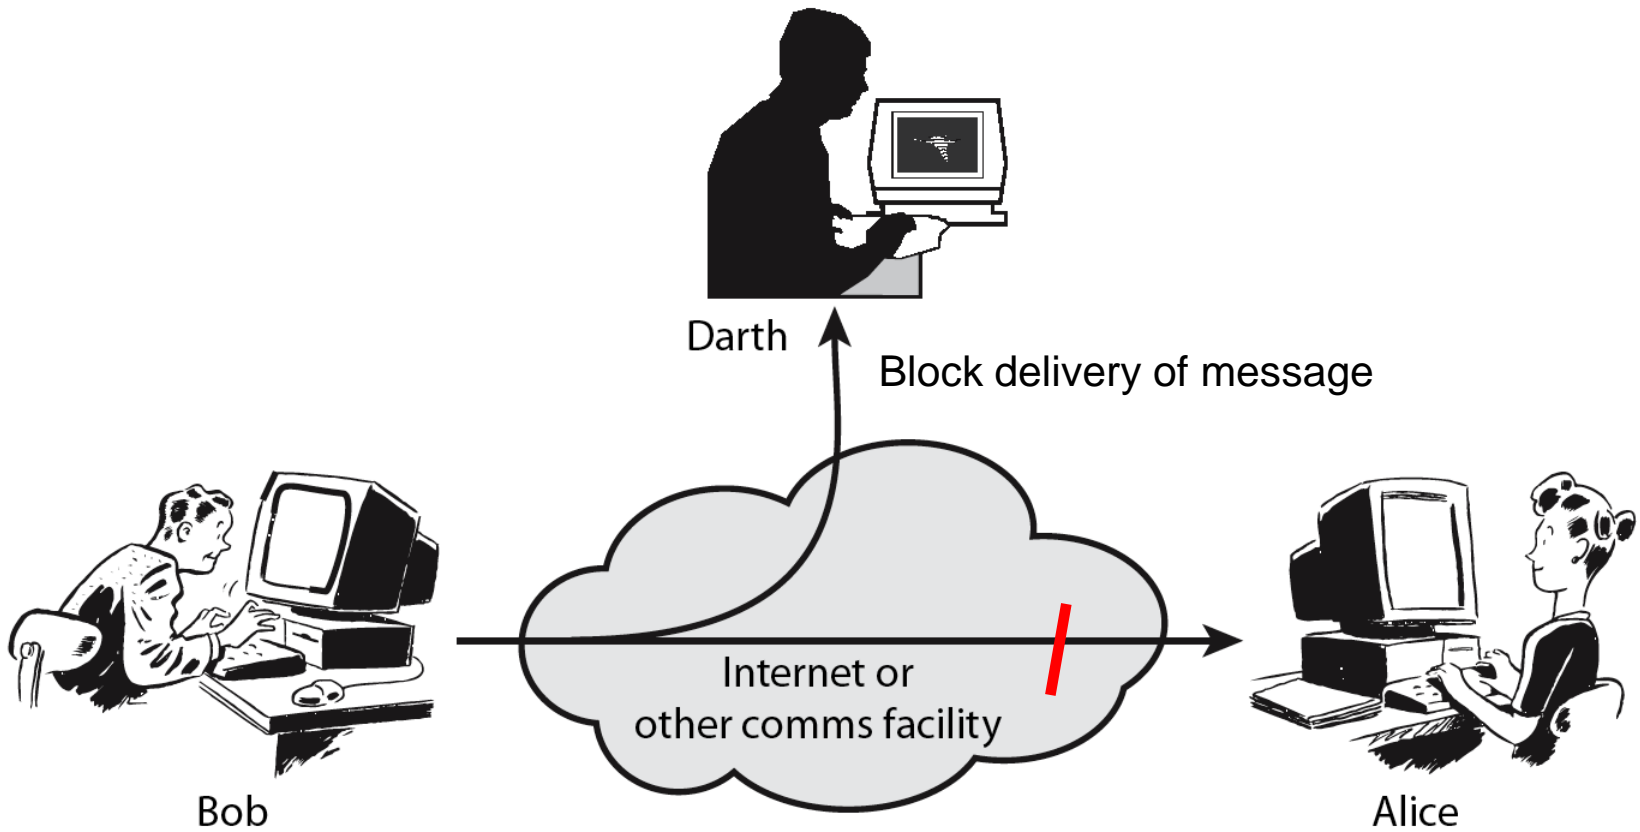 Darth
Block delivery of message
Internet or
other comms facility
Bob
Alice